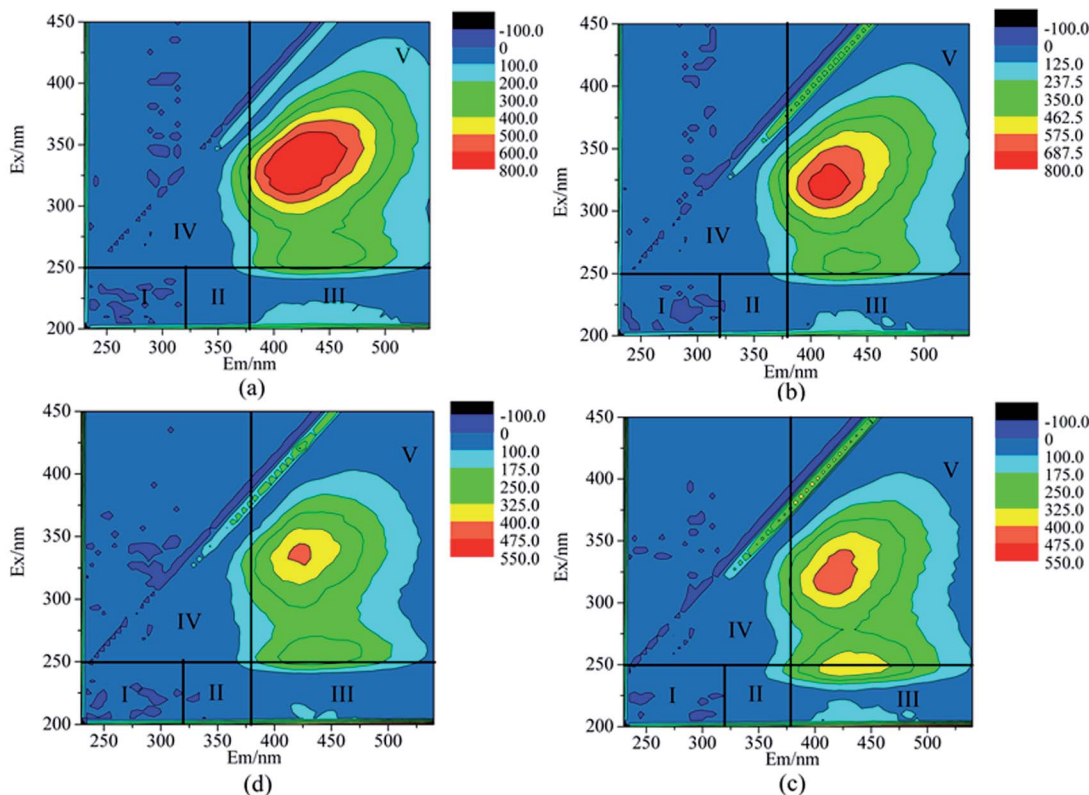 Ex/nm
450
400
350
300
250
200
V
IV
I II III
250 300 350 400 450 500
Em/nm
-100.0
0
100.0
200.0
300.0
400.0
500.0
600.0
800.0
(a)
Ex/nm
450
400
350
300
250
200
V
IV
I II III
250 300 350 400 450 500
Em/nm
-100.0
0
125.0
237.5
350.0
462.5
575.0
687.5
800.0
(b)
Ex/nm
450
400
350
300
250
200
V
IV
I II III
250 300 350 400 450 500
Em/nm
-100.0
0
100.0
175.0
250.0
325.0
400.0
475.0
550.0
(d)
Ex/nm
450
400
350
300
250
200
V
IV
I II III
250 300 350 400 450 500
Em/nm
-100.0
0
100.0
175.0
250.0
325.0
400.0
475.0
550.0
(c)